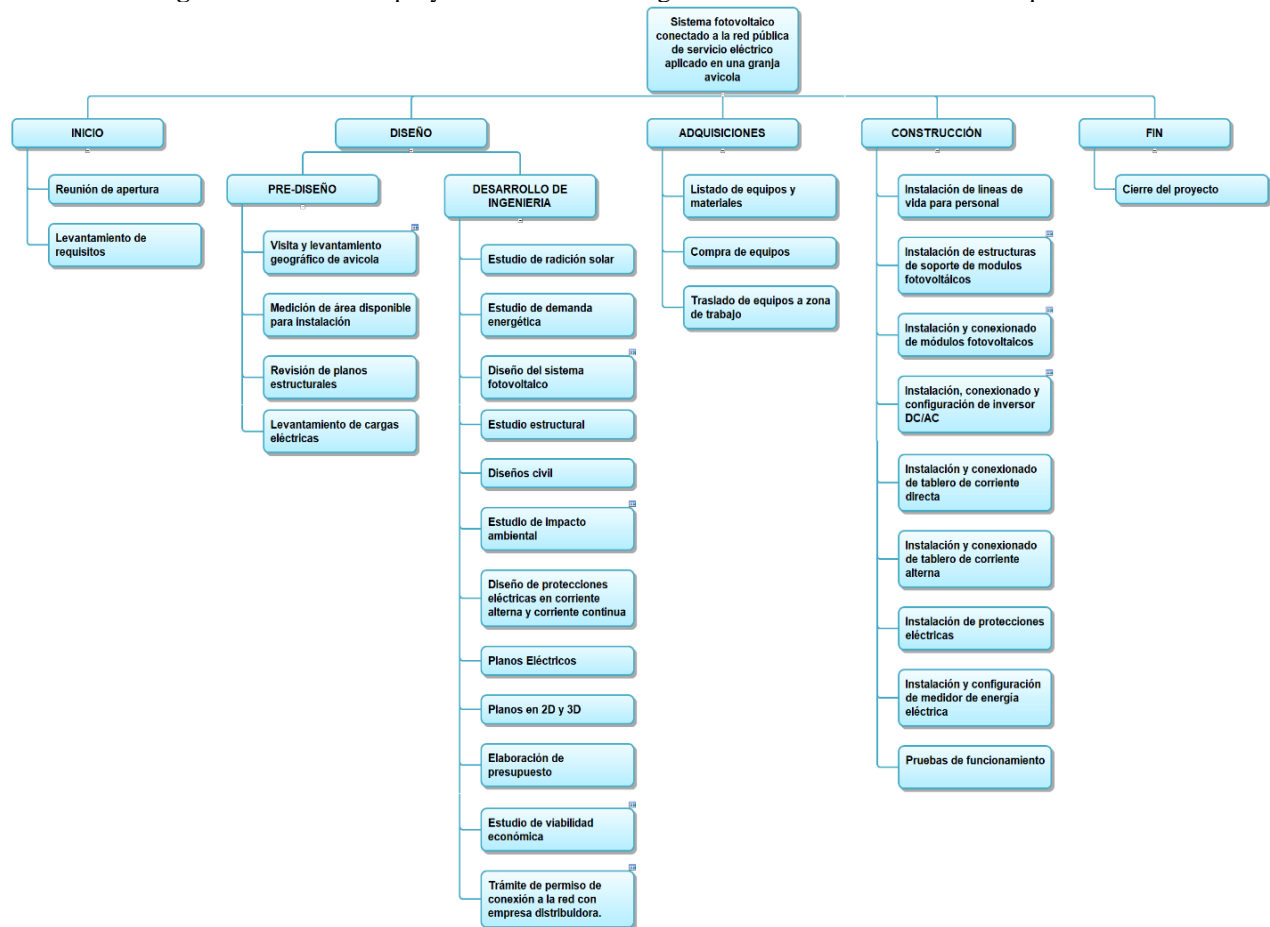 Sistema fotovoltaico
conectado a la red pública
de servicio eléctrico
aplicado en una granja
avicola
INICIO
Reunión de apertura
Levantamiento de
requisitos
DISEÑO
PRE-DISEÑO
Visita y levantamiento
geográfico de avicola
Medición de área disponible
para instalación
Revisión de planos
estructurales
Levantamiento de cargas
eléctricas
DESARROLLO DE
INGENIERIA
Estudio de radición solar
Estudio de demanda
energética
Diseño del sistema
fotovoltaico
Estudio estructural
Diseños civil
Estudio de impacto
ambiental
Diseño de protecciones
eléctricas en corriente
alterna y corriente continua
Planos Eléctricos
Planos en 2D y 3D
Elaboración de
presupuesto
Estudio de viabilidad
económica
Trámite de permiso de
conexión a la red con
empresa distribuidora.
ADQUISICIONES
Listado de equipos y
materiales
Compra de equipos
Traslado de equipos a zona
de trabajo
CONSTRUCCIÓN
Instalación de lineas de
vida para personal
Instalación de estructuras
de soporte de modulos
fotovoltáicos
Instalación y conexionado
de módulos fotovoltaicos
Instalación, conexionado y
configuración de inversor
DC/AC
Instalación y conexionado
de tablero de corriente
directa
Instalación y conexionado
de tablero de corriente
alterna
Instalación de protecciones
eléctricas
Instalación y configuración
de medidor de energía
eléctrica
Pruebas de funcionamiento
FIN
Cierre del proyecto